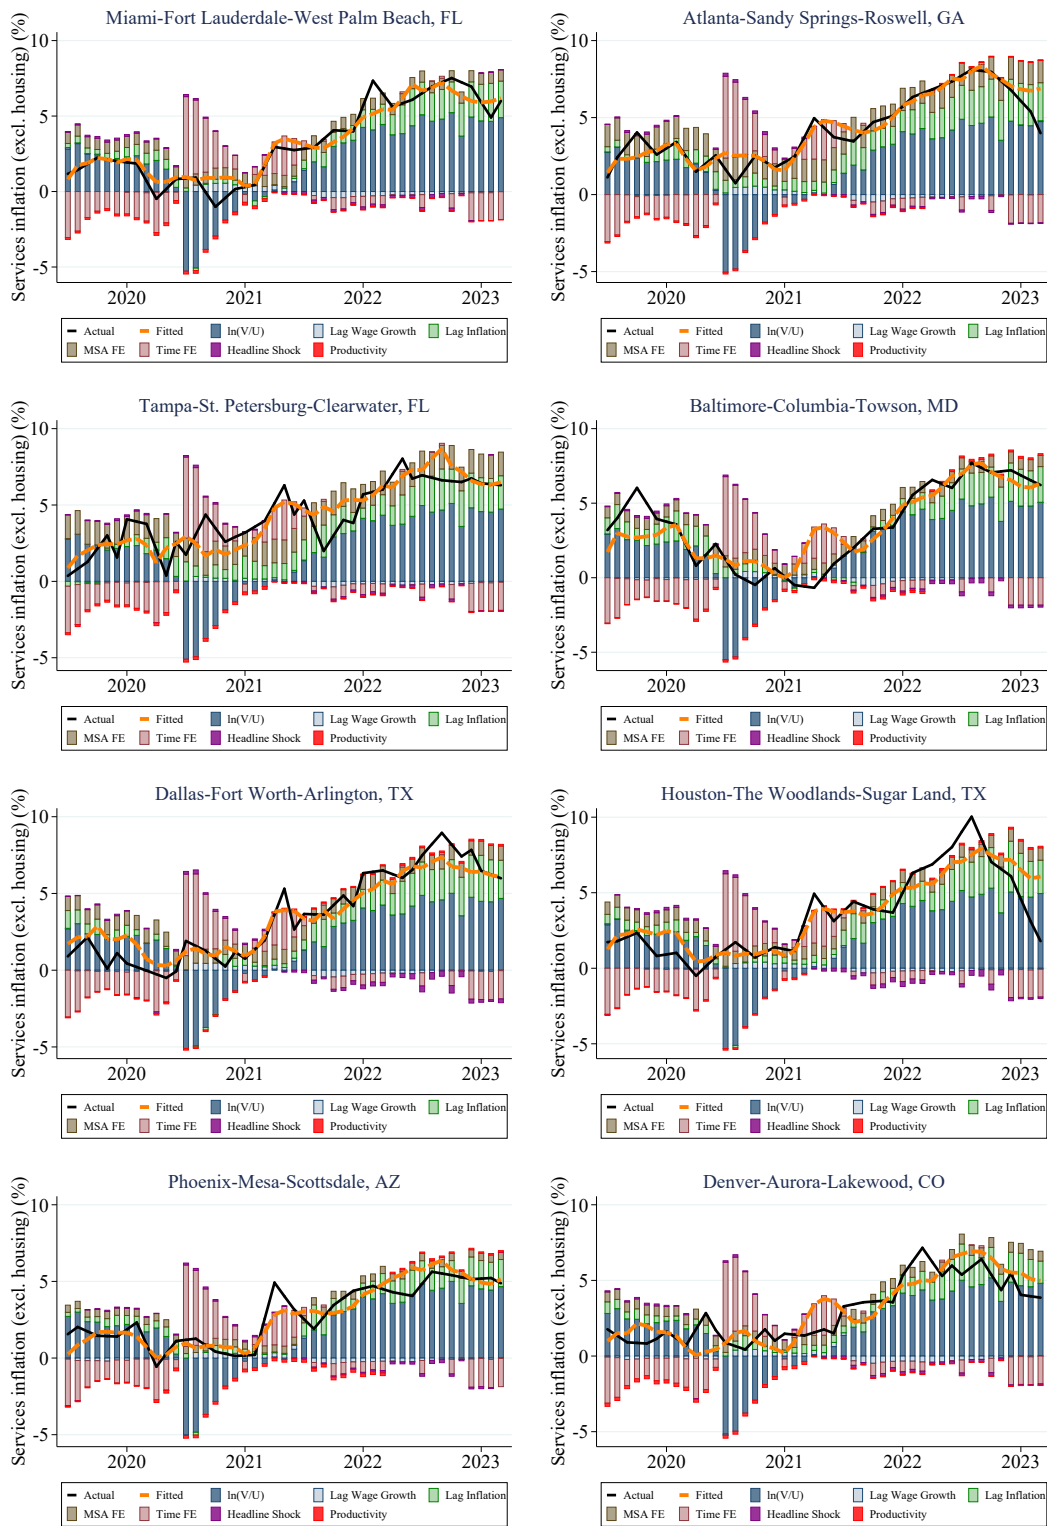 Miami-Fort Lauderdale-West Palm Beach, FL
Services inflation (excl. housing) (%)
10
5
0
-5
2020 2021 2022 2023
Actual Fitted ln(V/U) Lag Wage Growth Lag Inflation
MSA FE Time FE Headline Shock Productivity
Atlanta-Sandy Springs-Roswell, GA
Services inflation (excl. housing) (%)
10
5
0
-5
2020 2021 2022 2023
Actual Fitted ln(V/U) Lag Wage Growth Lag Inflation
MSA FE Time FE Headline Shock Productivity
Tampa-St. Petersburg-Clearwater, FL
Services inflation (excl. housing) (%)
10
5
0
-5
2020 2021 2022 2023
Actual Fitted ln(V/U) Lag Wage Growth Lag Inflation
MSA FE Time FE Headline Shock Productivity
Baltimore-Columbia-Towson, MD
Services inflation (excl. housing) (%)
10
5
0
-5
2020 2021 2022 2023
Actual Fitted ln(V/U) Lag Wage Growth Lag Inflation
MSA FE Time FE Headline Shock Productivity
Dallas-Fort Worth-Arlington, TX
Services inflation (excl. housing) (%)
10
5
0
-5
2020 2021 2022 2023
Actual Fitted ln(V/U) Lag Wage Growth Lag Inflation
MSA FE Time FE Headline Shock Productivity
Houston-The Woodlands-Sugar Land, TX
Services inflation (excl. housing) (%)
10
5
0
-5
2020 2021 2022 2023
Actual Fitted ln(V/U) Lag Wage Growth Lag Inflation
MSA FE Time FE Headline Shock Productivity
Phoenix-Mesa-Scottsdale, AZ
Services inflation (excl. housing) (%)
10
5
0
-5
2020 2021 2022 2023
Actual Fitted ln(V/U) Lag Wage Growth Lag Inflation
MSA FE Time FE Headline Shock Productivity
Denver-Aurora-Lakewood, CO
Services inflation (excl. housing) (%)
10
5
0
-5
2020 2021 2022 2023
Actual Fitted ln(V/U) Lag Wage Growth Lag Inflation
MSA FE Time FE Headline Shock Productivity